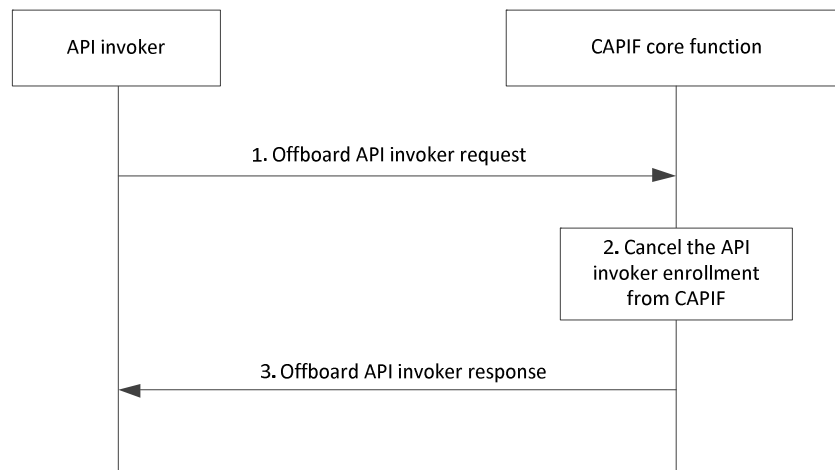 API invoker
CAPIF core function
1. Offboard API invoker request
2. Cancel the API
invoker enrollment
from CAPIF
3. Offboard API invoker response